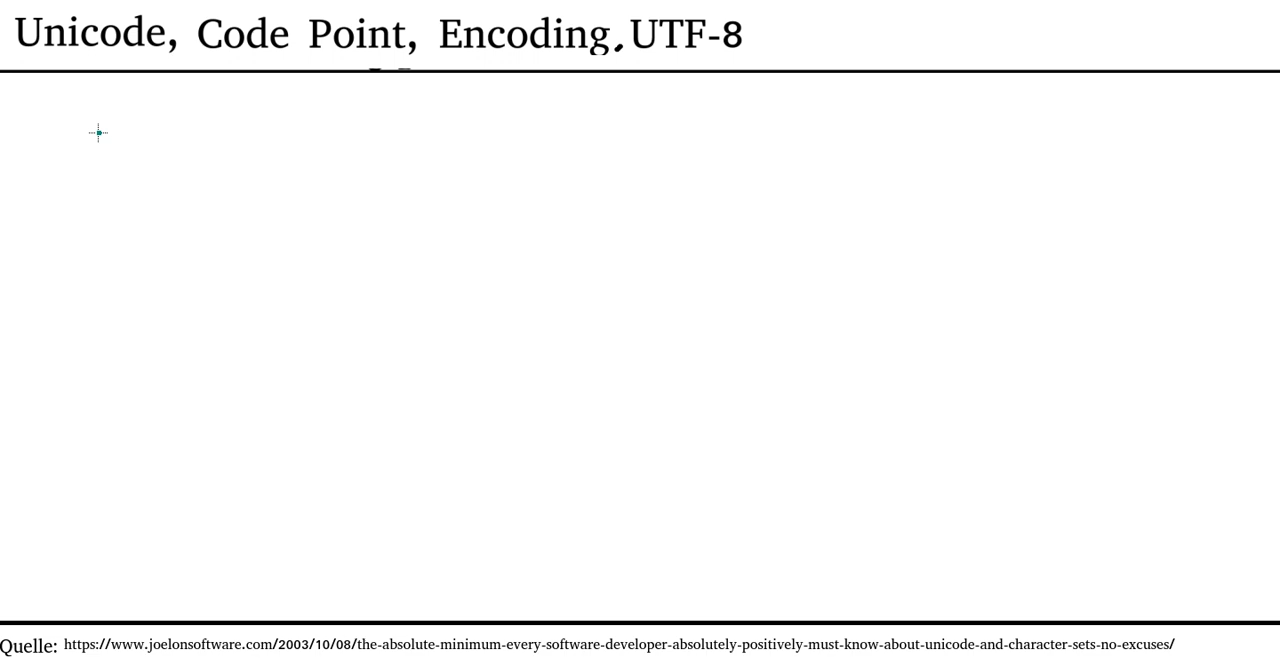 Unicode, Code Point, Encoding, UTF-8
Quelle: https://www.joelonsoftware.com/2003/10/08/the-absolute-minimum-every-software-developer-absolutely-positively-must-know-about-unicode-and-character-sets-no-excuses/